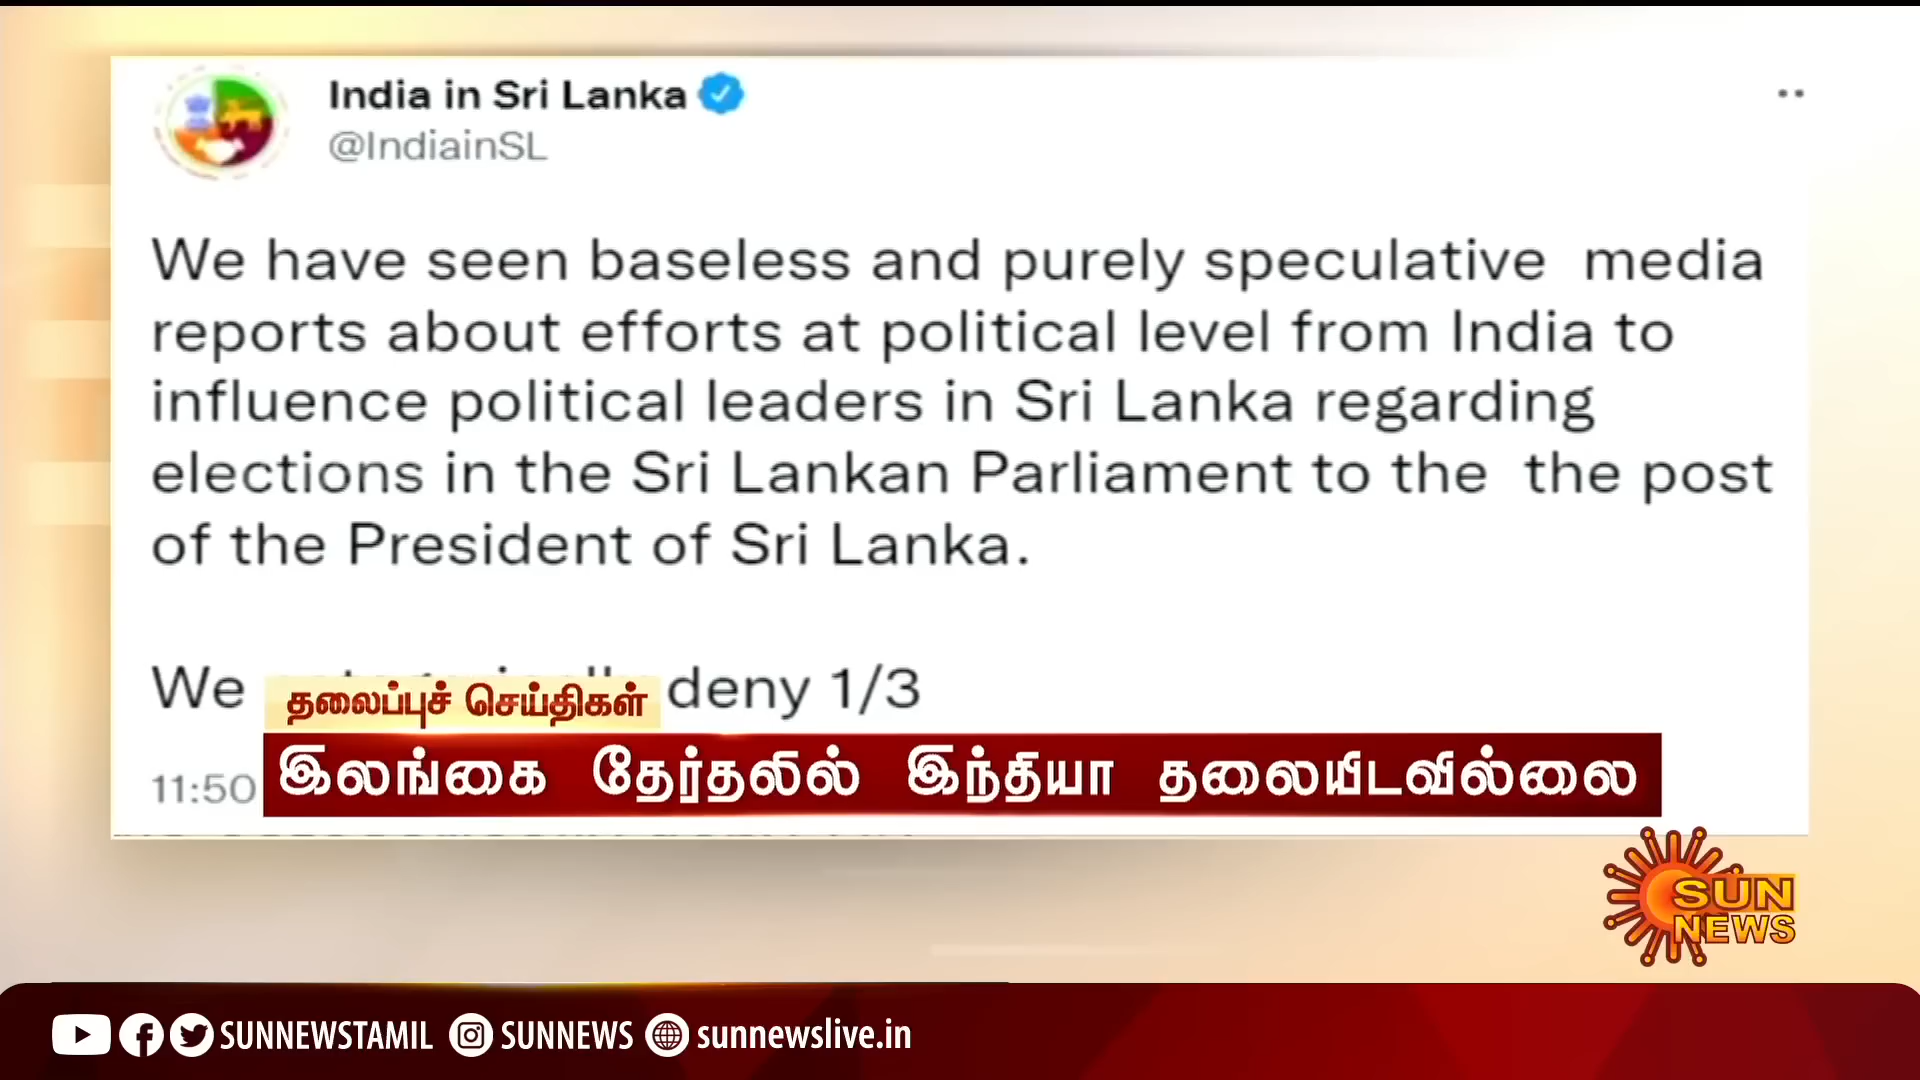 India in Sri Lanka
@IndiainSL
We have seen baseless and purely speculative media
reports about efforts at political level from India to
influence political leaders in Sri Lanka regarding
elections in the Sri Lankan Parliament to the the post
of the President of Sri Lanka.
We deny 1/3
தலைப்புச் செய்திகள்
11:50
இலங்கை தேர்தலில் இந்தியா தலையிடவில்லை
SUN
NEWS
SUNNEWSTAMIL SUNNEWS sunnewslive.in